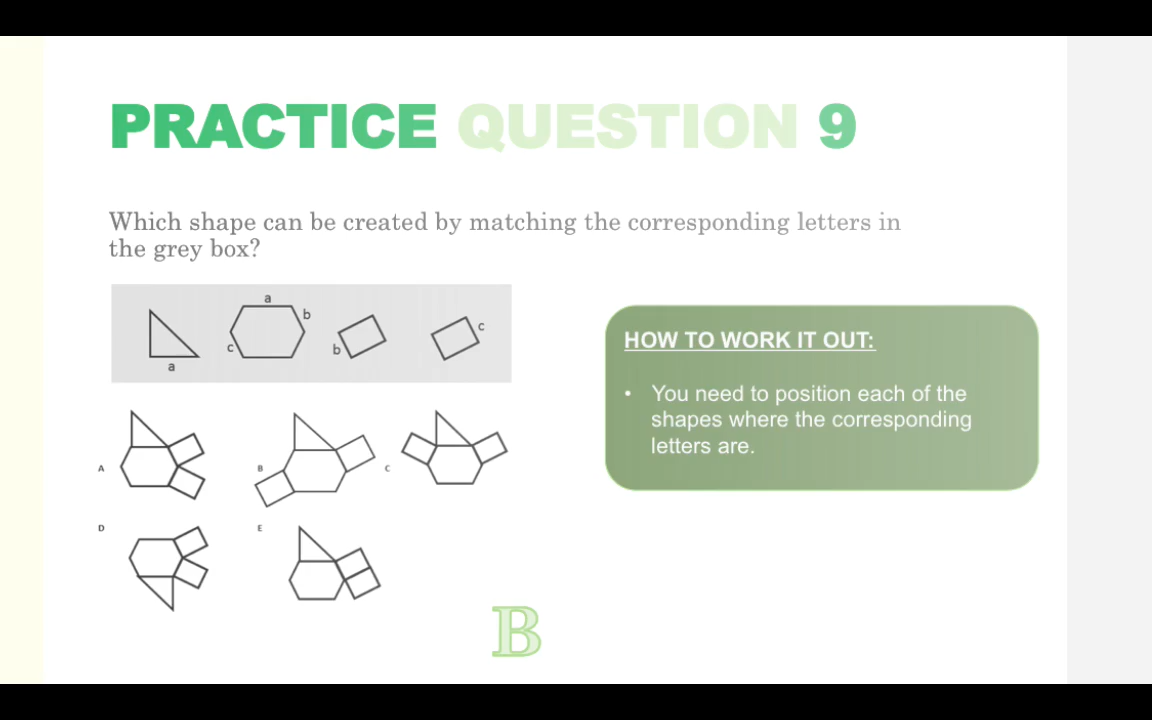 PRACTICE QUESTION 9
Which shape can be created by matching the corresponding letters in
the grey box?
a
b
c
a
b
c
HOW TO WORK IT OUT:
• You need to position each of the
shapes where the corresponding
letters are.
A
B
C
D
E
B